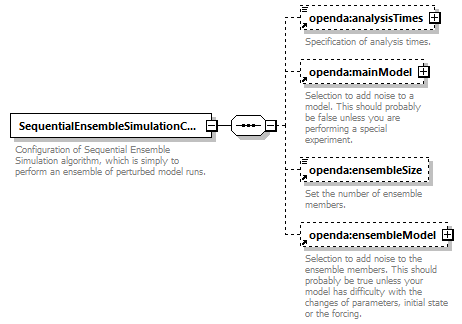 openda:analysisTimes
Specification of analysis times.
openda:mainModel
Selection to add noise to a
model. This should probably
be false unless you are
performing a special
experiment.
SequentialEnsembleSimulationC...
Configuration of Sequential Ensemble
Simulation algorithm, which is simply to
perform an ensemble of perturbed model runs.
openda:ensembleSize
Set the number of ensemble
members.
openda:ensembleModel
Selection to add noise to the
ensemble members. This should
probably be true unless your
model has difficulty with the
changes of parameters, initial state
or the forcing.